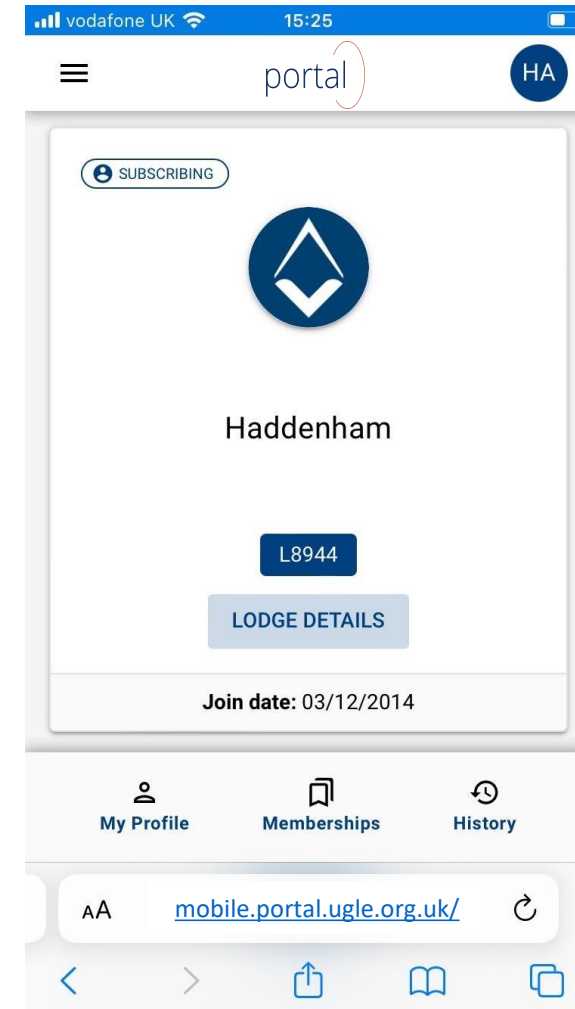 vodafone UK 15:25
portal HA
SUBSCRIBING
Haddenham
L8944
LODGE DETAILS
Join date: 03/12/2014
My Profile Memberships History
AA mobile.portal.ugle.org.uk/